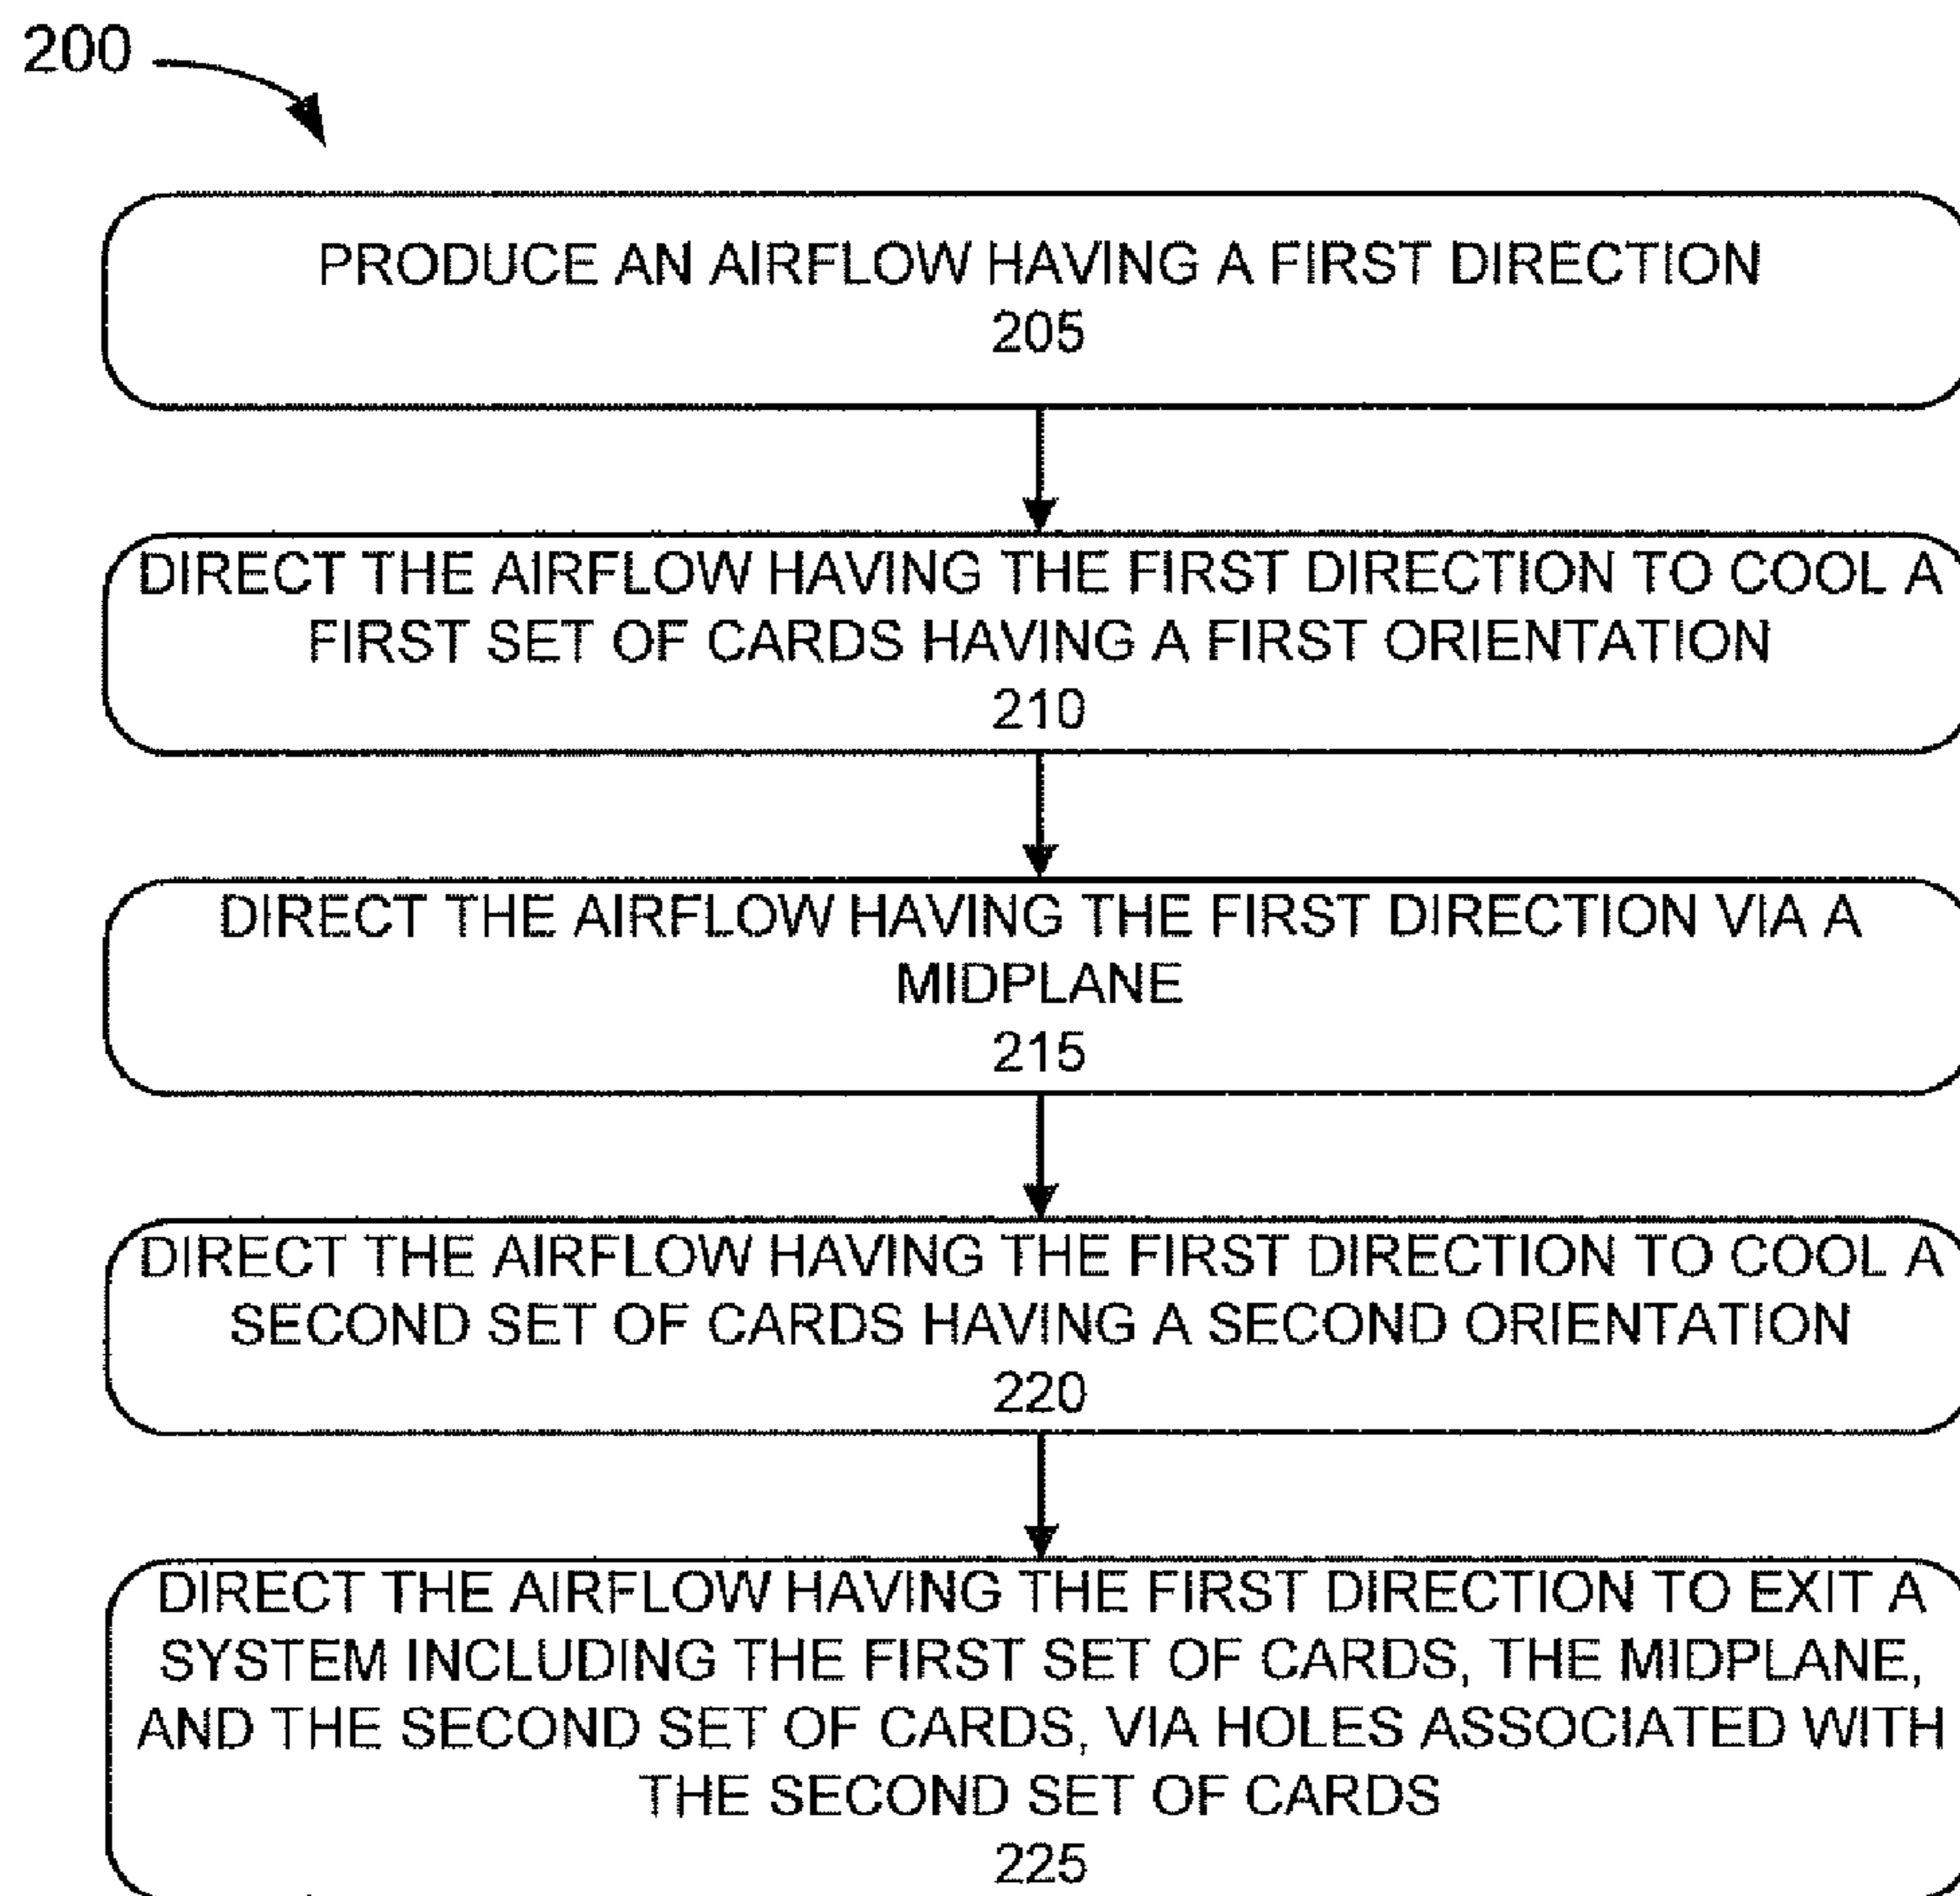 200
PRODUCE AN AIRFLOW HAVING A FIRST DIRECTION
205
DIRECT THE AIRFLOW HAVING THE FIRST DIRECTION TO COOL A
FIRST SET OF CARDS HAVING A FIRST ORIENTATION
210
DIRECT THE AIRFLOW HAVING THE FIRST DIRECTION VIA A
MIDPLANE
215
DIRECT THE AIRFLOW HAVING THE FIRST DIRECTION TO COOL A
SECOND SET OF CARDS HAVING A SECOND ORIENTATION
220
DIRECT THE AIRFLOW HAVING THE FIRST DIRECTION TO EXIT A
SYSTEM INCLUDING THE FIRST SET OF CARDS, THE MIDPLANE,
AND THE SECOND SET OF CARDS, VIA HOLES ASSOCIATED WITH
THE SECOND SET OF CARDS
225